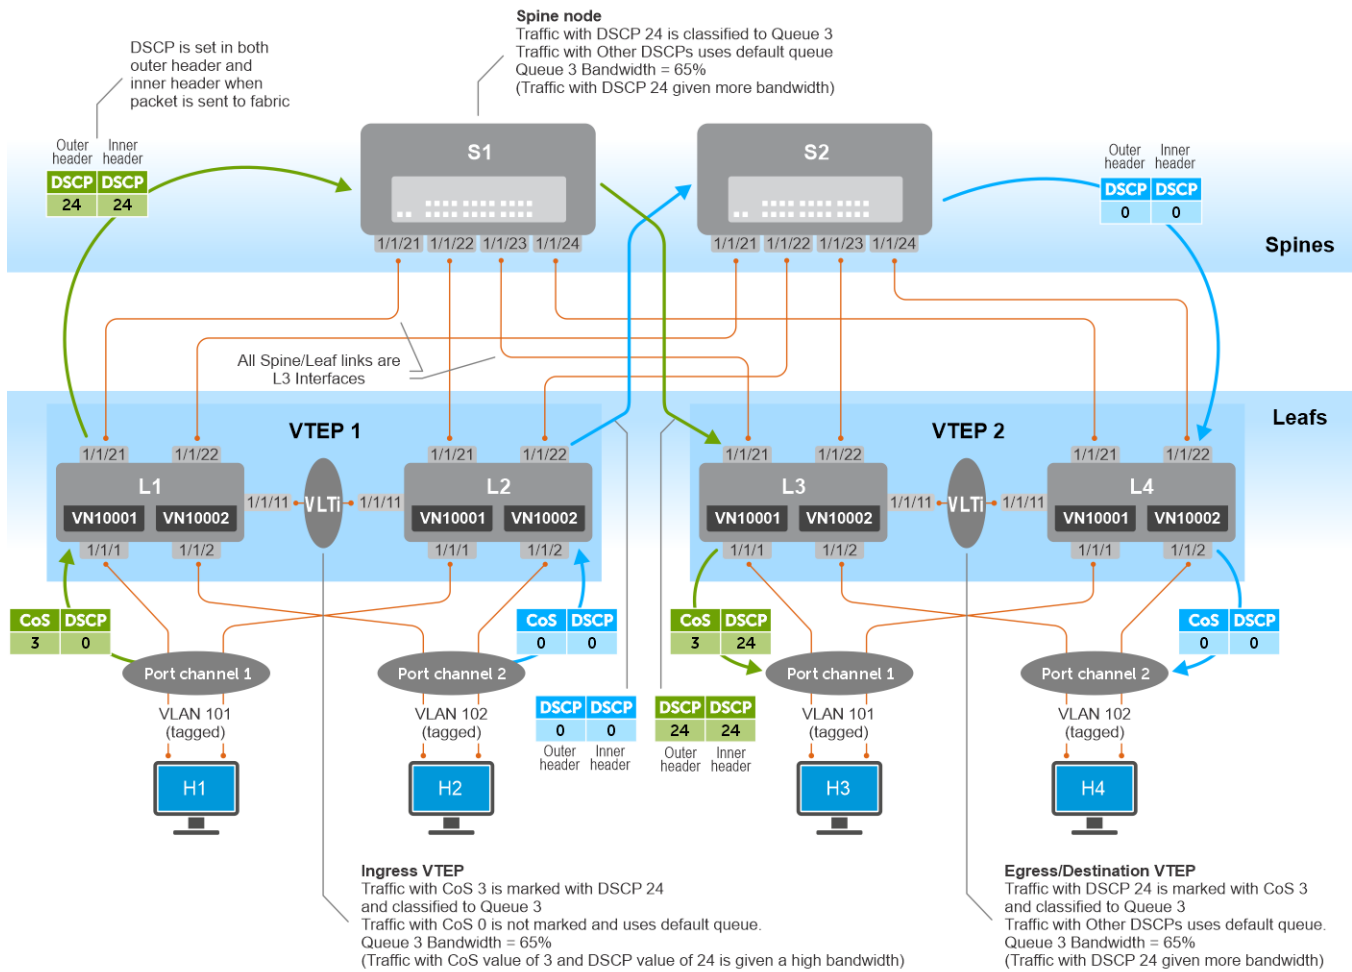 Spine node
Traffic with DSCP 24 is classified to Queue 3
Traffic with Other DSCPs uses default queue
Queue 3 Bandwidth = 65%
(Traffic with DSCP 24 given more bandwidth)
DSCP is set in both
outer header and
inner header when
packet is sent to fabric
Outer header
Inner header
DSCP DSCP
24 24
S1
1/1/21 1/1/22 1/1/23 1/1/24
S2
1/1/21 1/1/22 1/1/23 1/1/24
Outer header
Inner header
DSCP DSCP
0 0
Spines
All Spine/Leaf links are
L3 Interfaces
Leafs
VTEP 1
1/1/21 1/1/22
L1
VN10001 VN10002
1/1/1 1/1/2
1/1/11
VLTi
1/1/11
1/1/21 1/1/22
L2
VN10001 VN10002
1/1/1 1/1/2
VTEP 2
1/1/21 1/1/22
L3
VN10001 VN10002
1/1/1 1/1/2
1/1/11
VLTi
1/1/11
1/1/21 1/1/22
L4
VN10001 VN10002
1/1/1 1/1/2
CoS DSCP
3 0
CoS DSCP
0 0
CoS DSCP
3 24
CoS DSCP
0 0
Port channel 1
Port channel 2
Port channel 1
Port channel 2
VLAN 101
(tagged)
VLAN 102
(tagged)
DSCP DSCP
0 0
Outer header
Inner header
DSCP DSCP
24 24
Outer header
Inner header
VLAN 101
(tagged)
VLAN 102
(tagged)
H1
H2
H3
H4
Ingress VTEP
Traffic with CoS 3 is marked with DSCP 24
and classified to Queue 3
Traffic with CoS 0 is not marked and uses default queue.
Queue 3 Bandwidth = 65%
(Traffic with CoS value of 3 and DSCP value of 24 is given a high bandwidth)
Egress/Destination VTEP
Traffic with DSCP 24 is marked with CoS 3
and classified to Queue 3
Traffic with Other DSCPs uses default queue.
Queue 3 Bandwidth = 65%
(Traffic with DSCP 24 given more bandwidth)